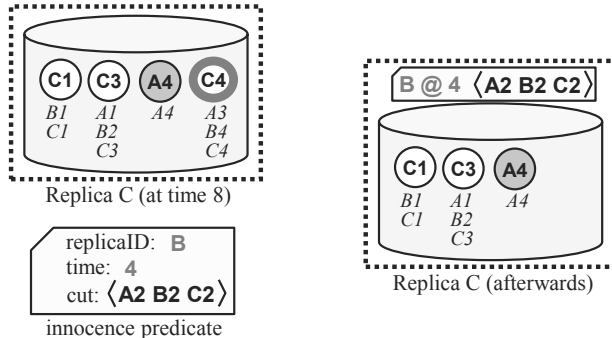 C1 C3 A4 C4
B1 A1 A4 A3
C1 B2 B4
C3 C4
Replica C (at time 8)
replicaID: B
time: 4
cut: ⟨A2 B2 C2⟩
innocence predicate
B @ 4 ⟨A2 B2 C2⟩
C1 C3 A4
B1 A1 A4
C1 B2
C3
Replica C (afterwards)